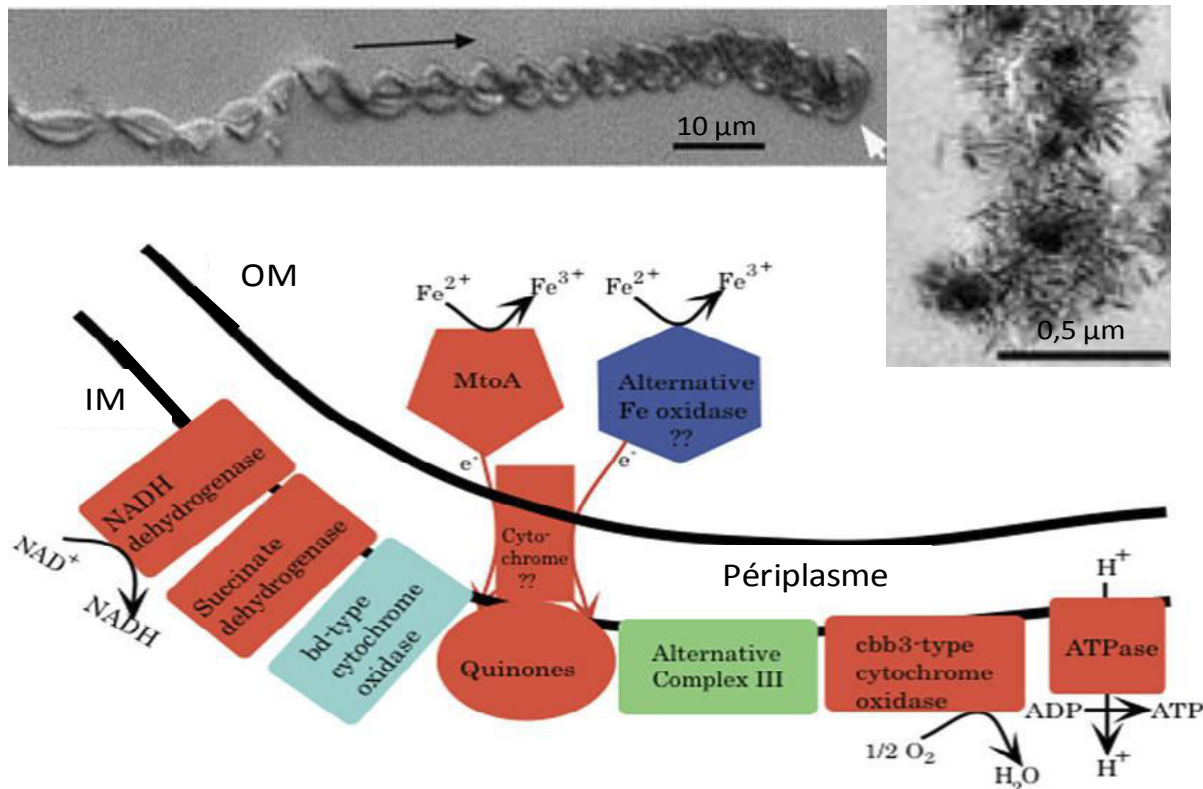 10 µm
0,5 µm
OM
IM
Fe2+
Fe3+
Fe2+
Fe3+
MtoA
Alternative
Fe oxidase
??
e-
e-
NADH
dehydrogenase
NAD+
NADH
Succinate
dehydrogenase
bd-type
cytochrome
oxidase
Cyto-
chrome
??
Quinones
Périplasme
Alternative
Complex III
cbb3-type
cytochrome
oxidase
1/2 O2
H2O
H+
ATPase
ADP
ATP
H+